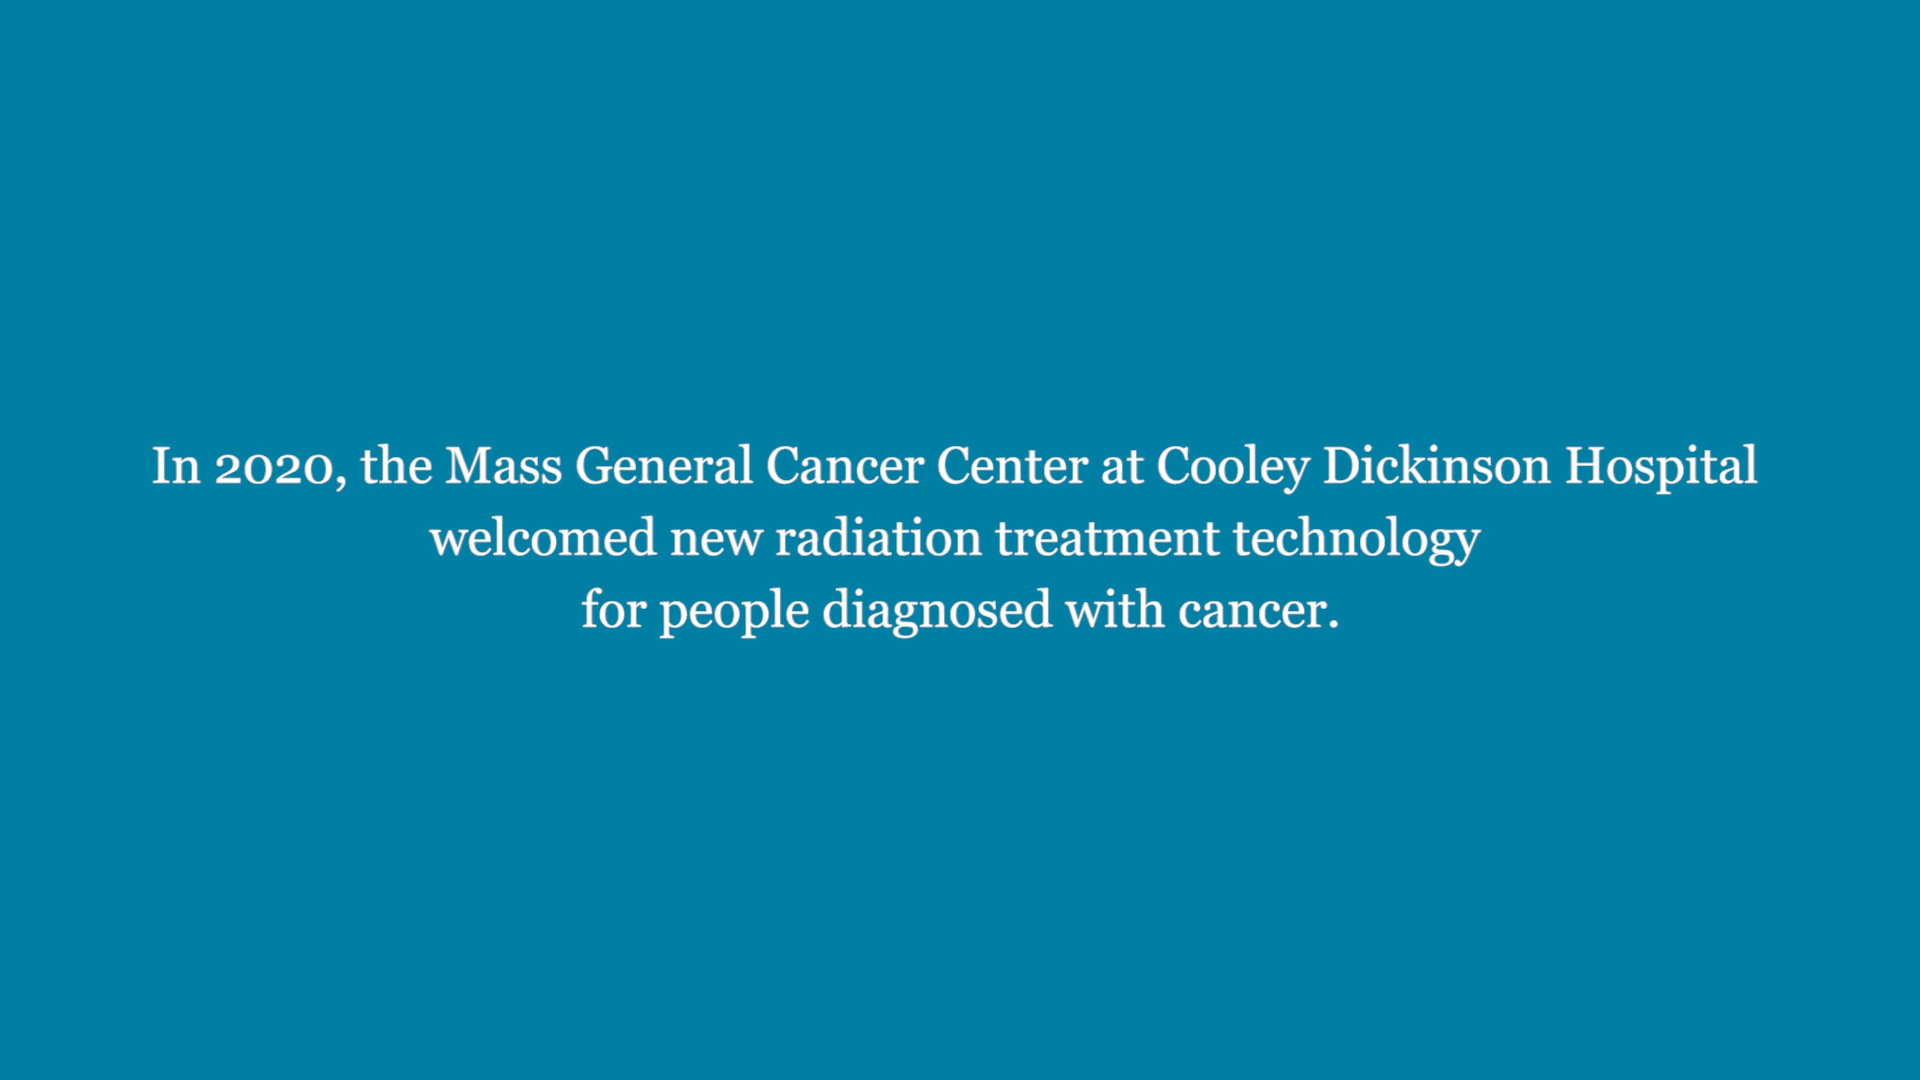 In 2020, the Mass General Cancer Center at Cooley Dickinson Hospital
welcomed new radiation treatment technology
for people diagnosed with cancer.